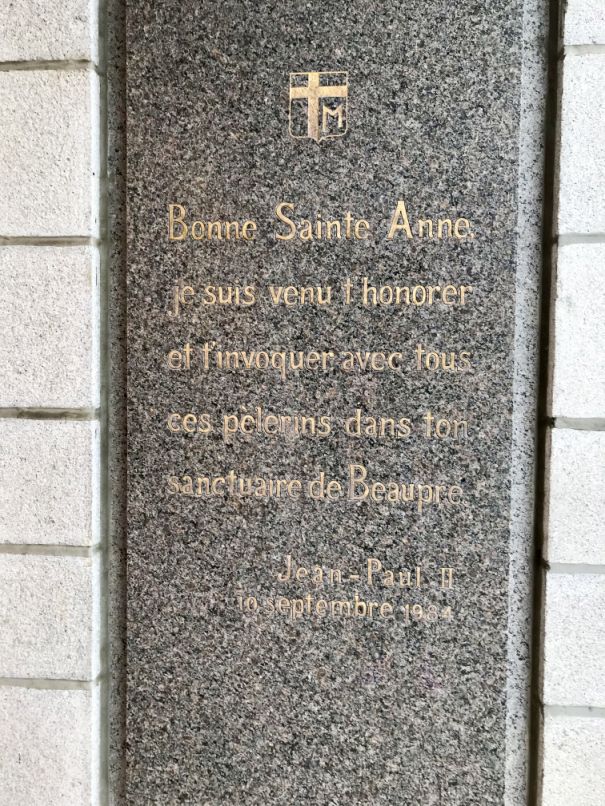 M
Bonne Sainte Anne,
je suis venu t'honorer
et t'invoquer avec tous
ces pèlerins dans ton
sanctuaire de Beaupré.
Jean-Paul II
10 septembre 1984